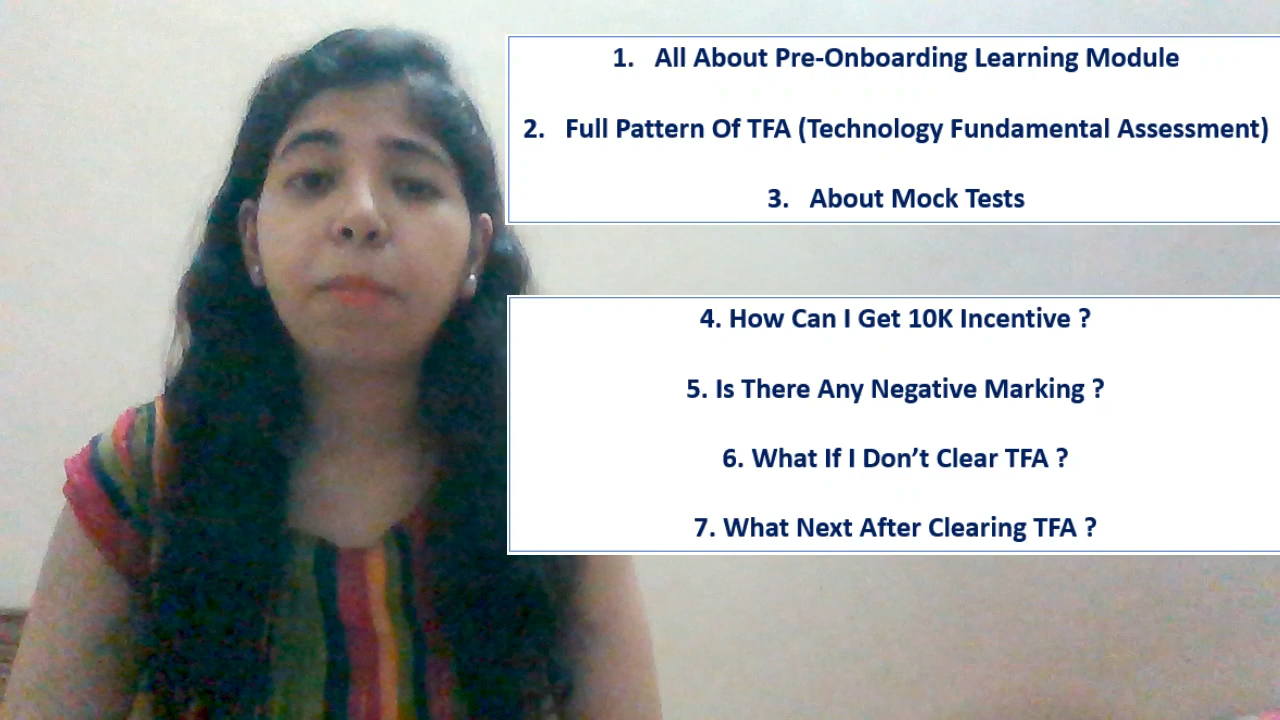 1. All About Pre-Onboarding Learning Module
2. Full Pattern Of TFA (Technology Fundamental Assessment)
3. About Mock Tests
4. How Can I Get 10K Incentive ?
5. Is There Any Negative Marking ?
6. What If I Don’t Clear TFA ?
7. What Next After Clearing TFA ?